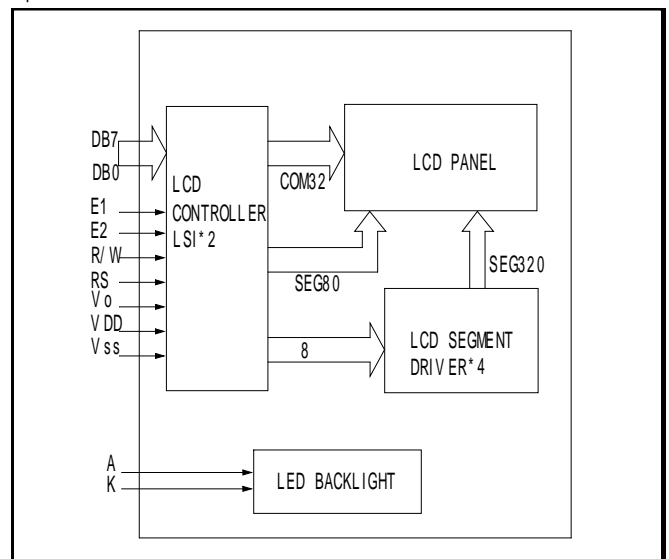 DB7
DB0
E1
E2
R/W
RS
Vo
VDD
Vss
LCD
CONTROLLER
LSI*2
COM32
LCD PANEL
SEG80
SEG320
8
LCD SEGMENT
DRIVER*4
A
K
LED BACKLIGHT